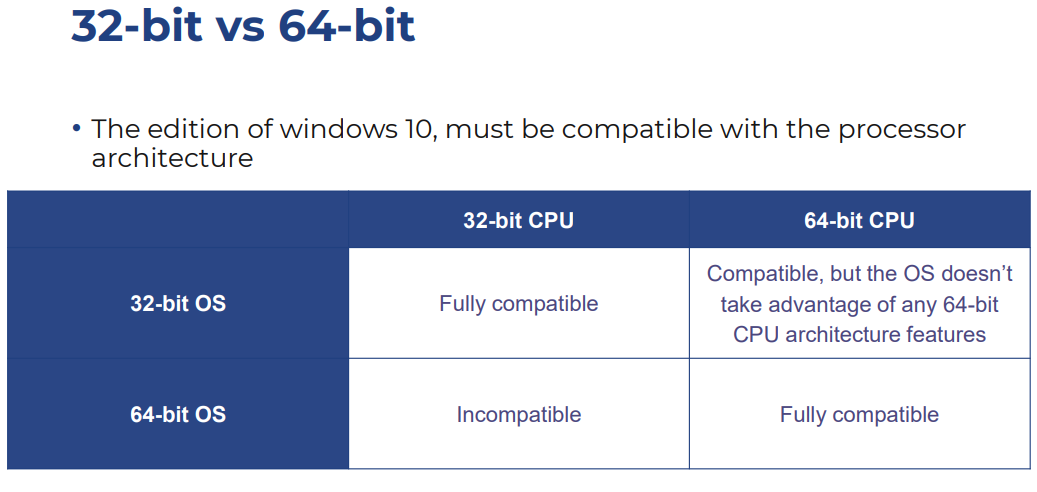 32-bit vs 64-bit
• The edition of windows 10, must be compatible with the processor
architecture
32-bit CPU
64-bit CPU
32-bit OS
Fully compatible
Compatible, but the OS doesn’t
take advantage of any 64-bit
CPU architecture features
64-bit OS
Incompatible
Fully compatible